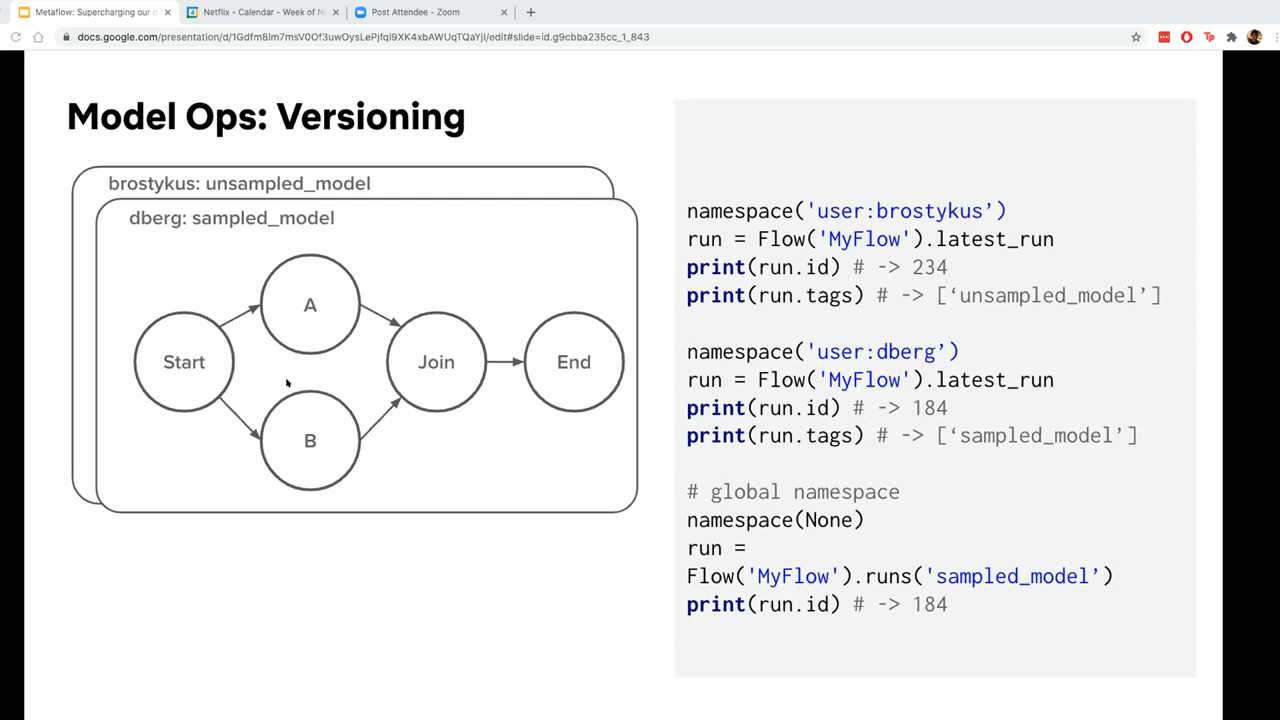 Metaflow: Supercharging our d
Netflix - Calendar - Week of N
Post Attendee - Zoom
docs.google.com/presentation/d/1Gdfm8lm7msV0Of3uwOysLePjfqi9XK4xbAWUqTQaYjI/edit#slide=id.g9cbba235cc_1_843
Model Ops: Versioning
brostykus: unsampled_model
dberg: sampled_model
Start
A
B
Join
End
namespace('user:brostykus’)
run = Flow('MyFlow').latest_run
print(run.id) # -> 234
print(run.tags) # -> [‘unsampled_model’]
namespace('user:dberg’)
run = Flow('MyFlow').latest_run
print(run.id) # -> 184
print(run.tags) # -> [‘sampled_model’]
# global namespace
namespace(None)
run =
Flow('MyFlow').runs('sampled_model’)
print(run.id) # -> 184